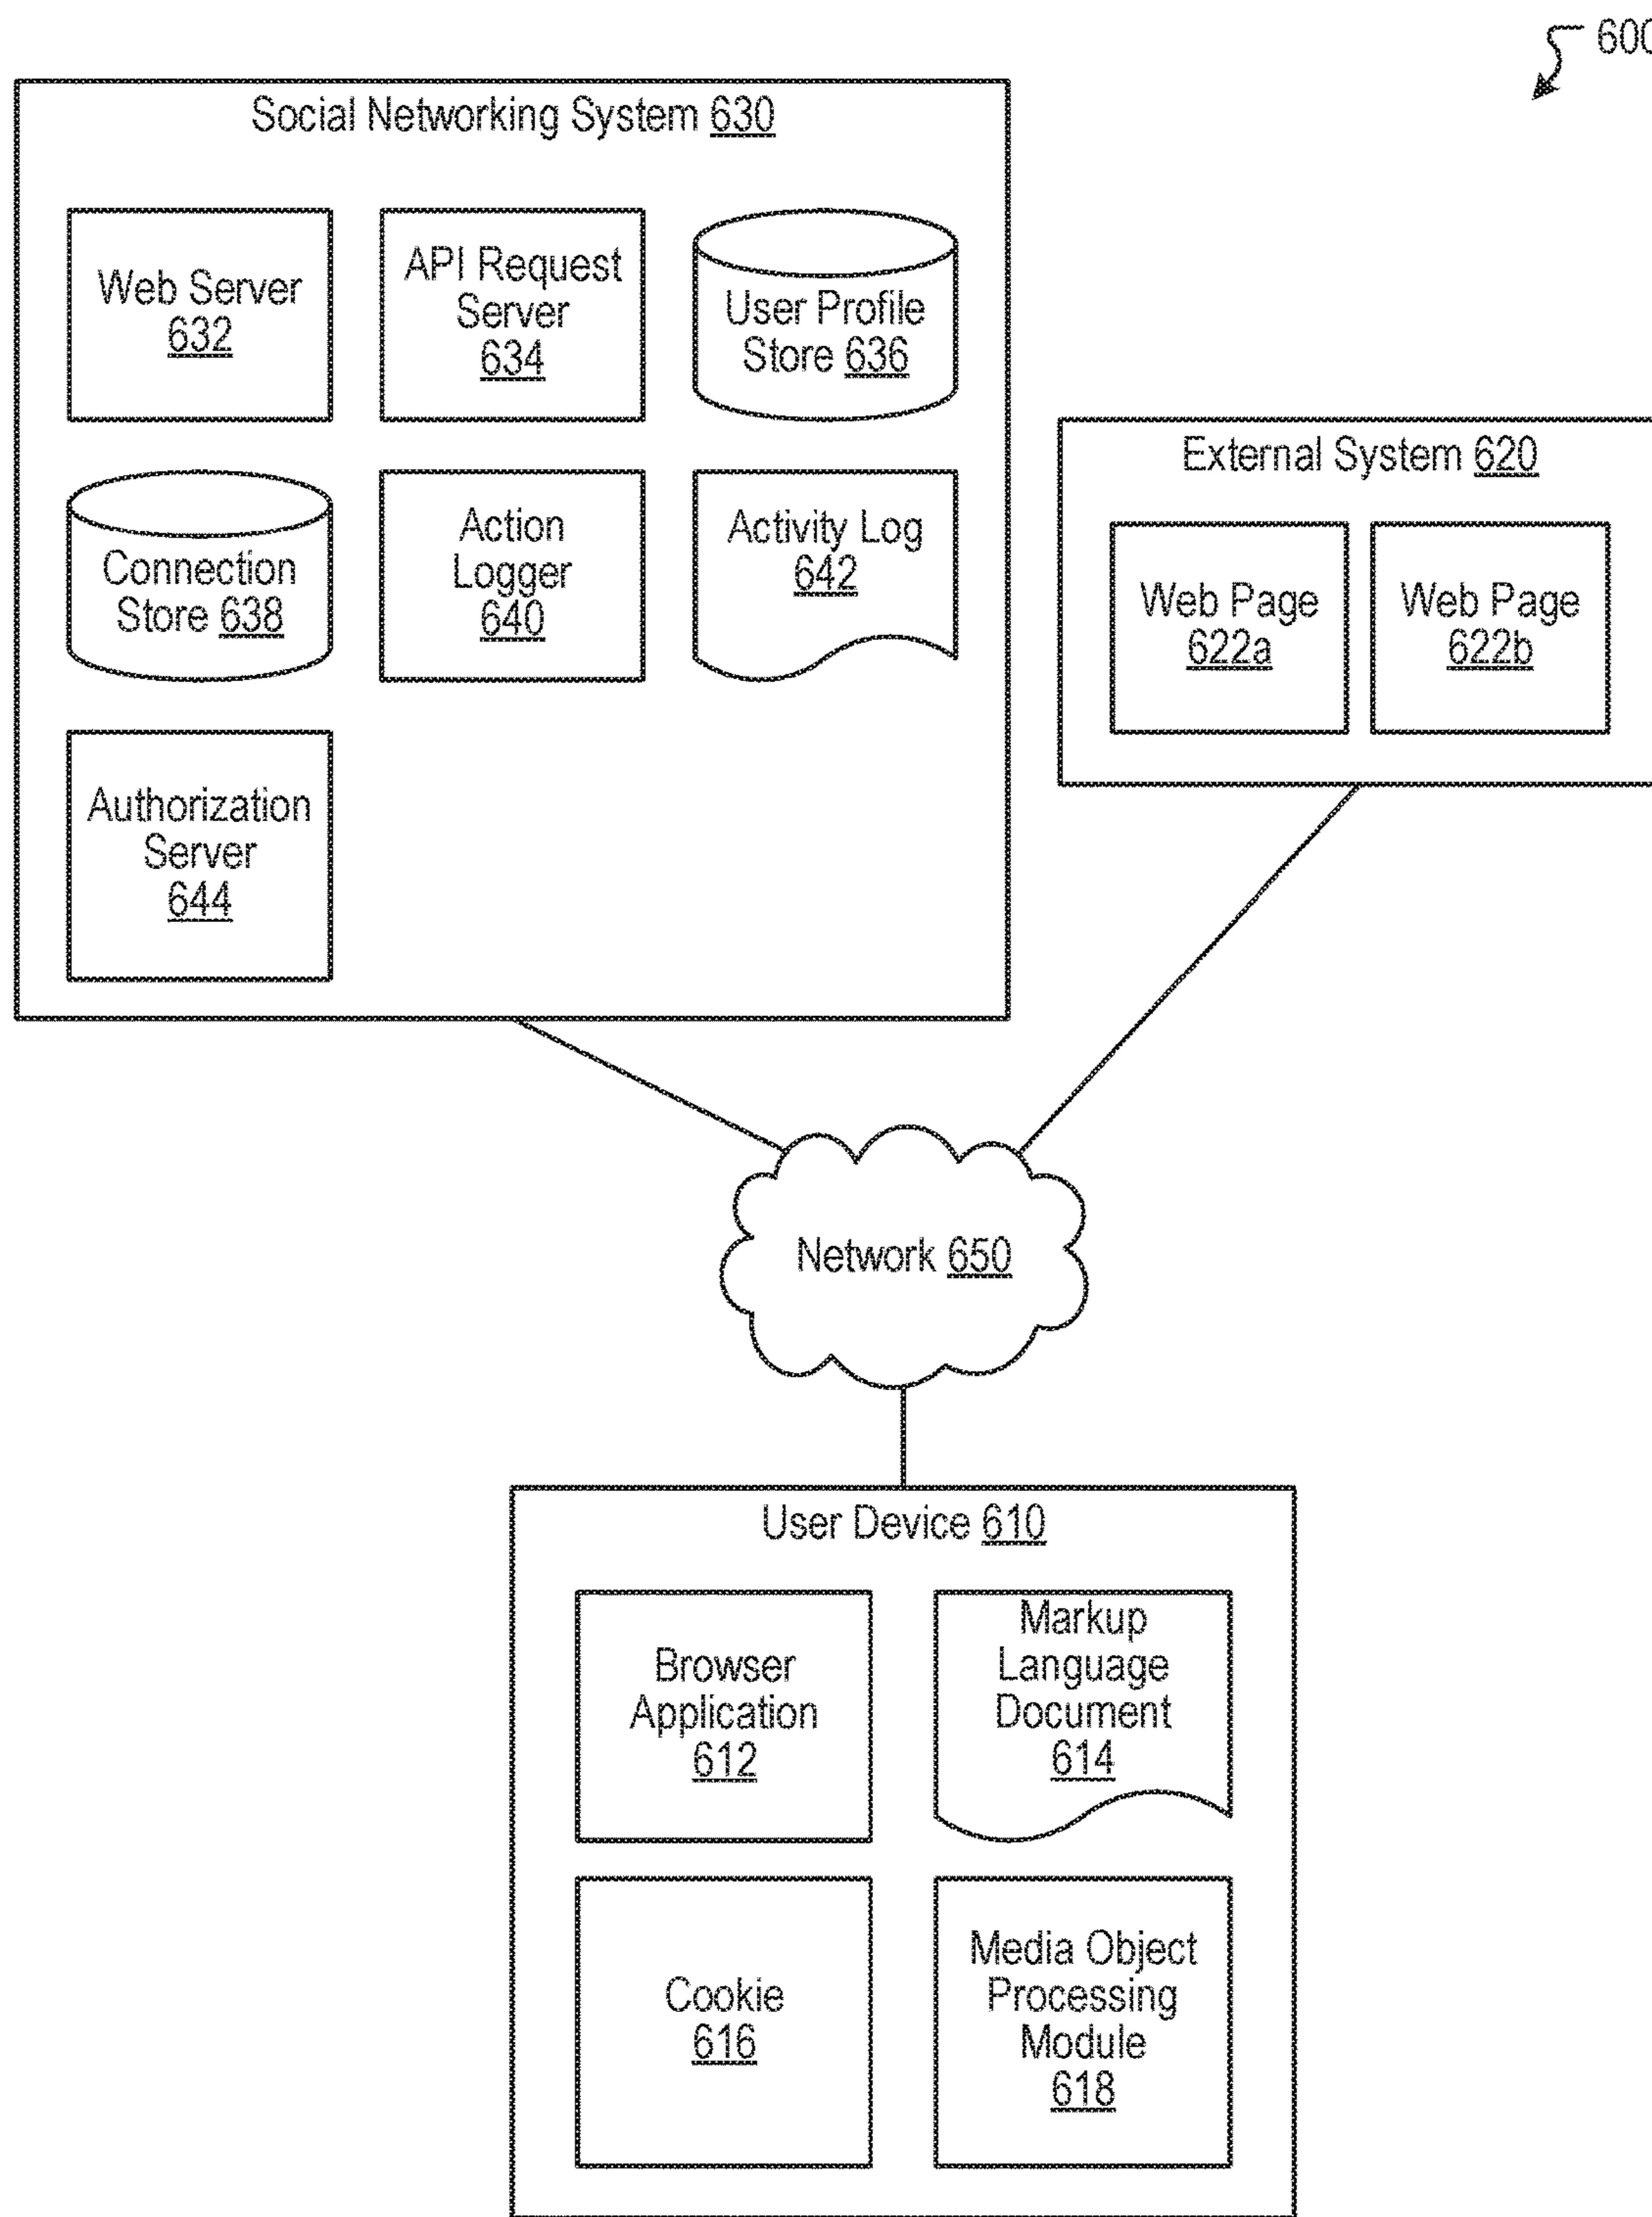 600
Social Networking System 630
Web Server
632
API Request
Server
634
User Profile
Store 636
Connection
Store 638
Action
Logger
640
Activity Log
642
Authorization
Server
644
External System 620
Web Page
622a
Web Page
622b
Network 650
User Device 610
Browser
Application
612
Markup
Language
Document
614
Cookie
616
Media Object
Processing
Module
618